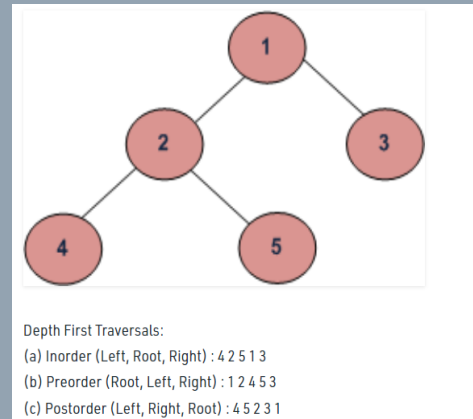 1
2 3
4 5
Depth First Traversals:
(a) Inorder (Left, Root, Right) : 4 2 5 1 3
(b) Preorder (Root, Left, Right) : 1 2 4 5 3
(c) Postorder (Left, Right, Root) : 4 5 2 3 1